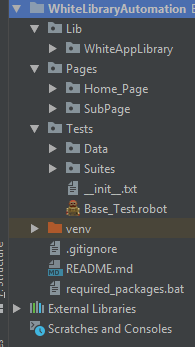 WhiteLibraryAutomation
Lib
WhiteAppLibrary
Pages
Home_Page
SubPage
Tests
Data
Suites
__init__.txt
Base_Test.robot
venv
.gitignore
README.md
required_packages.bat
External Libraries
Scratches and Consoles
Structure